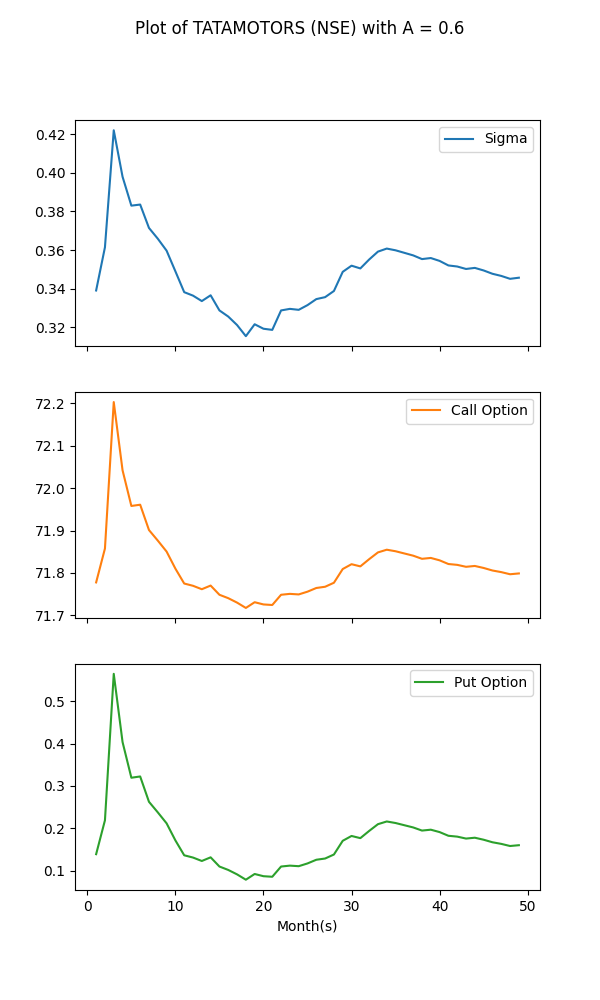 Plot of TATAMOTORS (NSE) with A = 0.6
Sigma
0.42
0.40
0.38
0.36
0.34
0.32
Call Option
72.2
72.1
72.0
71.9
71.8
71.7
Put Option
0.5
0.4
0.3
0.2
0.1
0 10 20 30 40 50
Month(s)